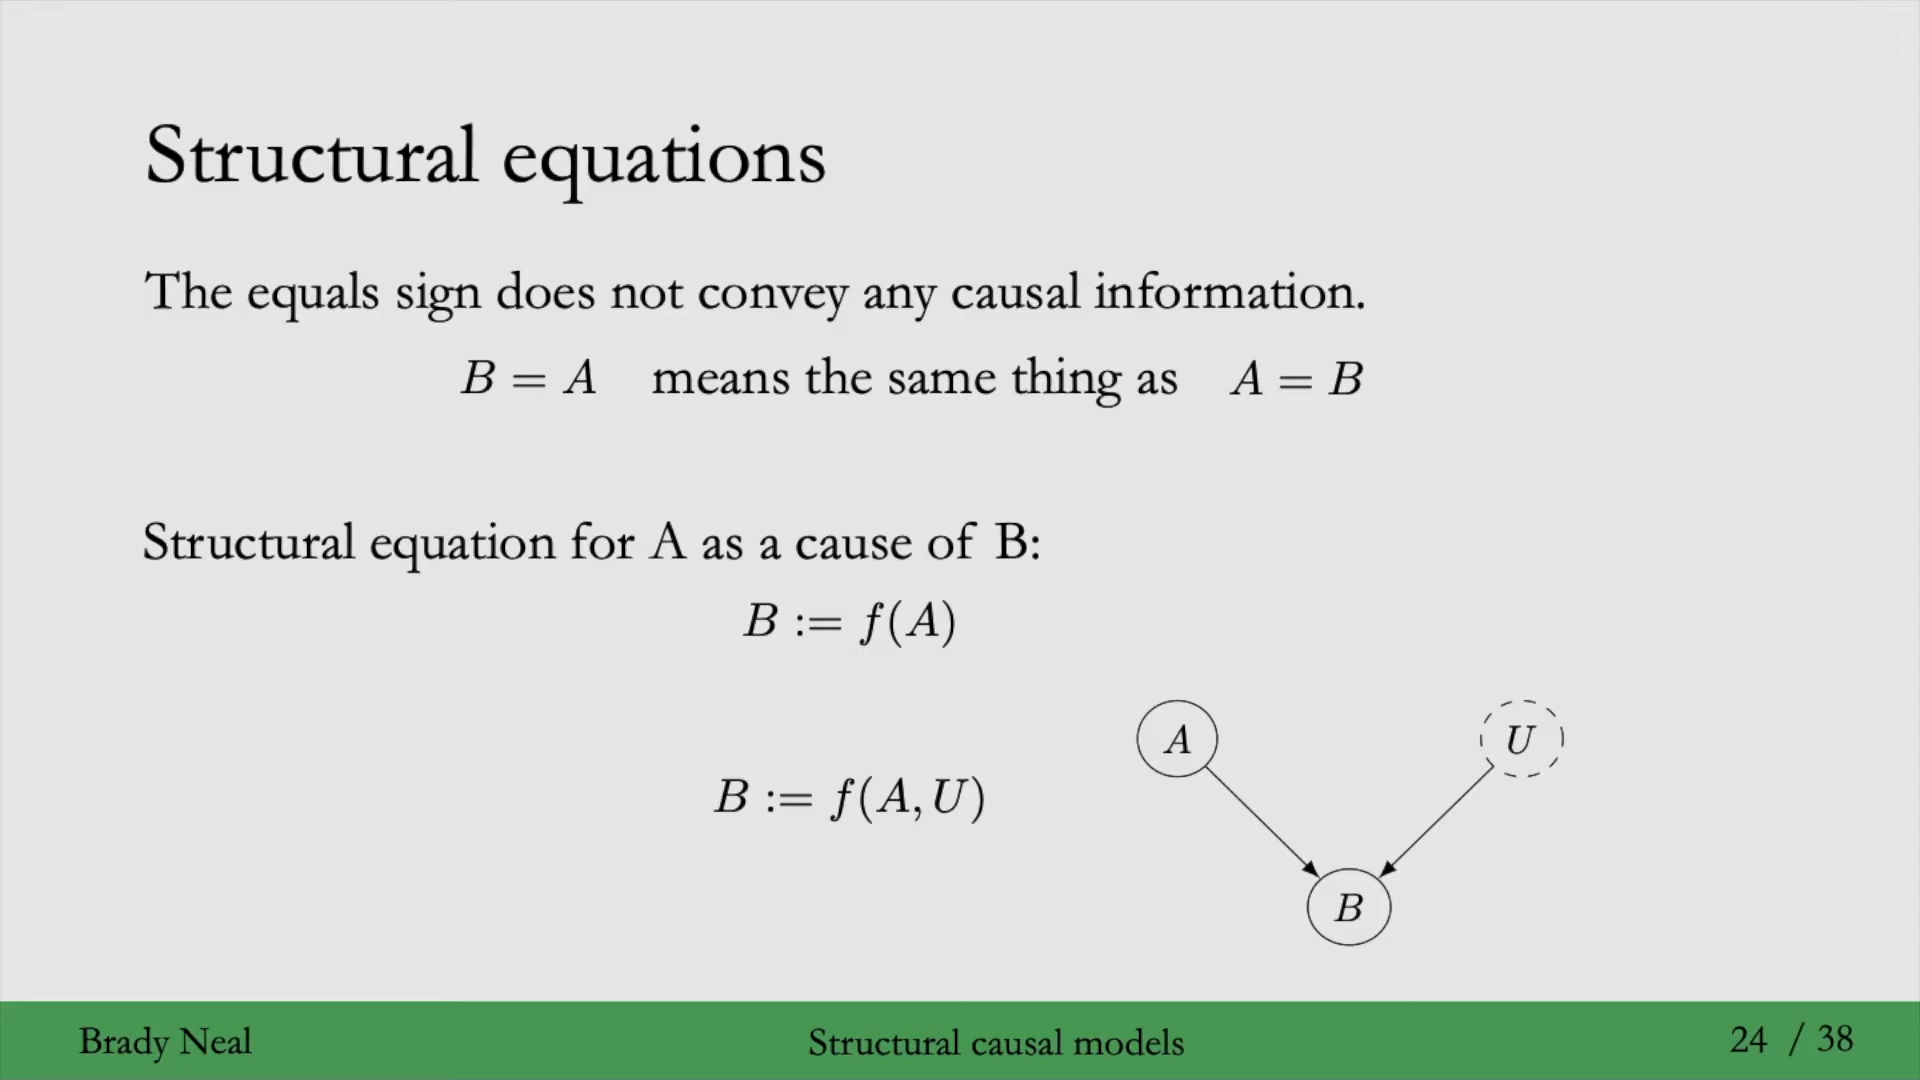 Structural equations
The equals sign does not convey any causal information.
B = A means the same thing as A = B
Structural equation for A as a cause of B:
B := f(A)
A U
B := f(A, U)
B
Brady Neal Structural causal models 24 / 38